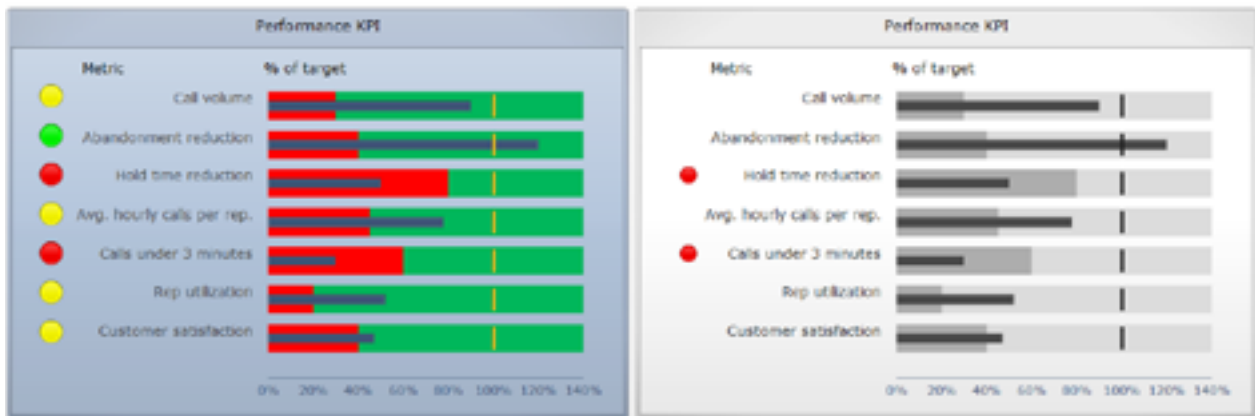 Performance KPI
Metric % of target
Call volume
Abandonment reduction
Hold time reduction
Avg. hourly calls per rep.
Calls under 3 minutes
Rep utilization
Customer satisfaction
0% 20% 40% 60% 80% 100% 120% 140%
Performance KPI
Metric % of target
Call volume
Abandonment reduction
Hold time reduction
Avg. hourly calls per rep.
Calls under 3 minutes
Rep utilization
Customer satisfaction
0% 20% 40% 60% 80% 100% 120% 140%